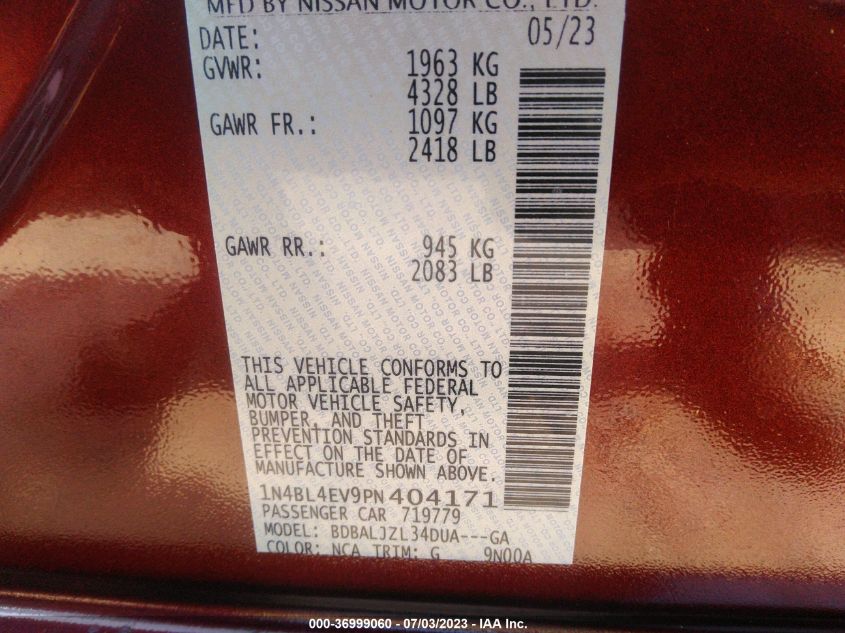 MFD BY NISSAN MOTOR CO., LTD.
DATE: 05/23
GVWR: 1963 KG
4328 LB
GAWR FR.: 1097 KG
2418 LB
GAWR RR.: 945 KG
2083 LB
THIS VEHICLE CONFORMS TO
ALL APPLICABLE FEDERAL
MOTOR VEHICLE SAFETY,
BUMPER, AND THEFT
PREVENTION STANDARDS IN
EFFECT ON THE DATE OF
MANUFACTURE SHOWN ABOVE.
1N4BL4EV9PN404171
PASSENGER CAR 719779
MODEL: BDBALJZL34DUA---GA
COLOR: NCA TRIM: G 9N00A
000-36999060 - 07/03/2023 - IAA Inc.